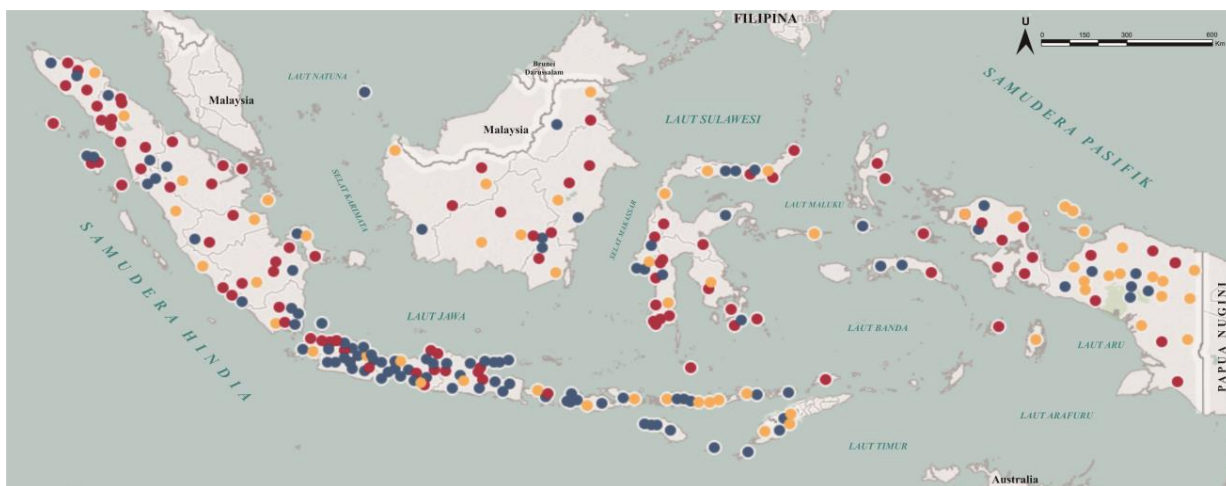 FILIPINA
U
0 150 300 600
Km
Brunei
Darussalam
LAUT NATUNA
SAMUDERA PASIFIK
Malaysia
LAUT SULAWESI
Malaysia
SELAT KARIMATA
SELAT MAKASSAR
LAUT MALUKU
SAMUDERA HINDIA
LAUT JAWA
LAUT BANDA
LAUT ARU
PAPUA NUGINI
LAUT ARAFURU
LAUT TIMUR
Australia